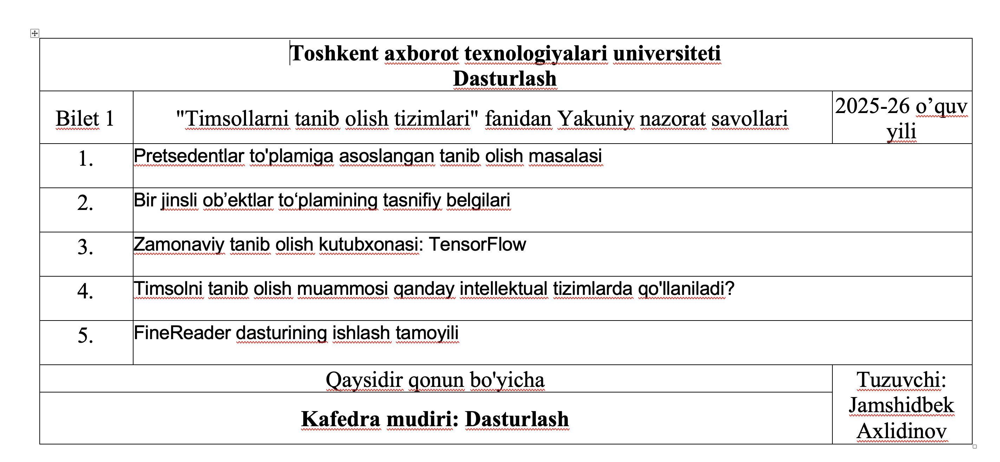 Toshkent axborot texnologiyalari universiteti
Dasturlash
Bilet 1
"Timsollarni tanib olish tizimlari" fanidan Yakuniy nazorat savollari
2025-26 o’quv
yili
1.
Pretsedentlar to'plamiga asoslangan tanib olish masalasi
2.
Bir jinsli ob’ektlar to‘plamining tasnifiy belgilari
3.
Zamonaviy tanib olish kutubxonasi: TensorFlow
4.
Timsolni tanib olish muammosi qanday intellektual tizimlarda qo'llaniladi?
5.
FineReader dasturining ishlash tamoyili
Qaysidir qonun bo'yicha
Kafedra mudiri: Dasturlash
Tuzuvchi:
Jamshidbek
Axlidinov